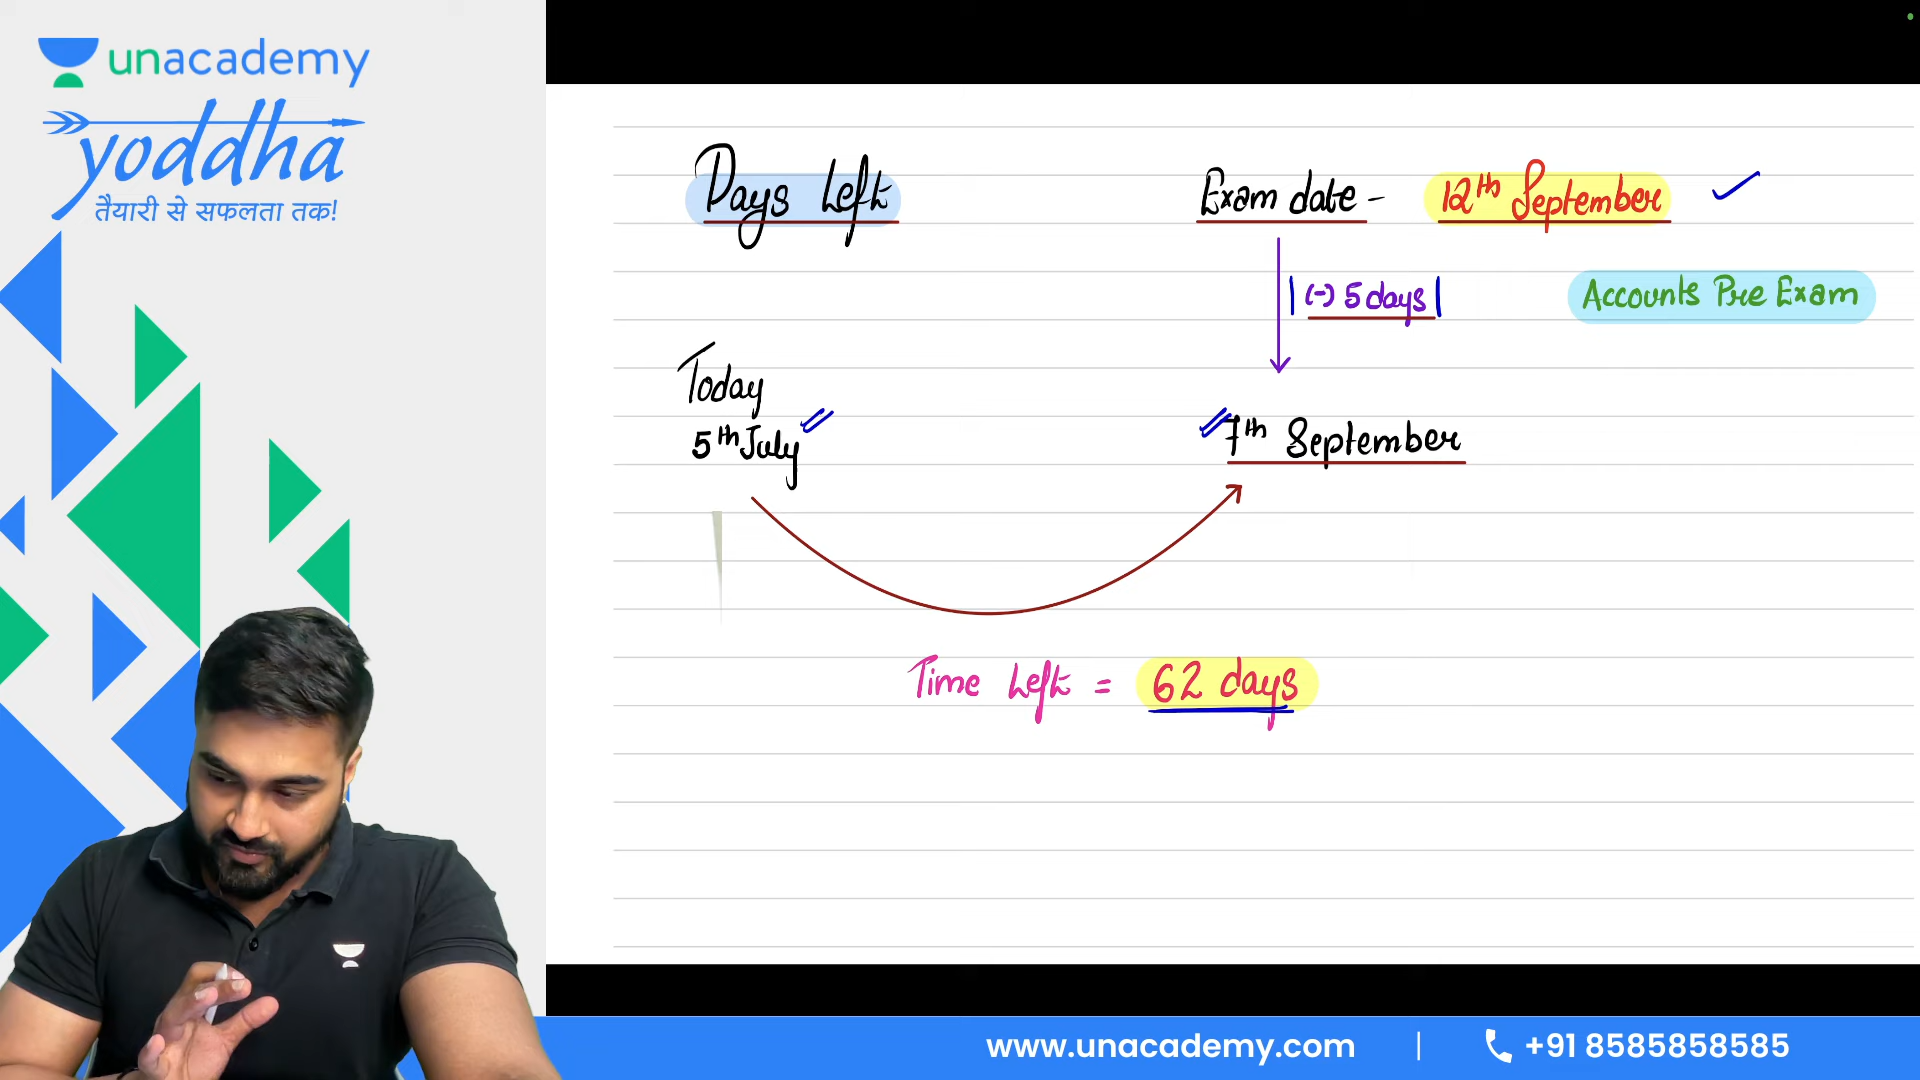 unacademy
yoddha
तैयारी से सफलता तक!
Days Left
Exam date - 12th September
(-) 5 days
Accounts Pre Exam
Today
5th July
7th September
Time Left = 62 days
www.unacademy.com | +91 8585858585